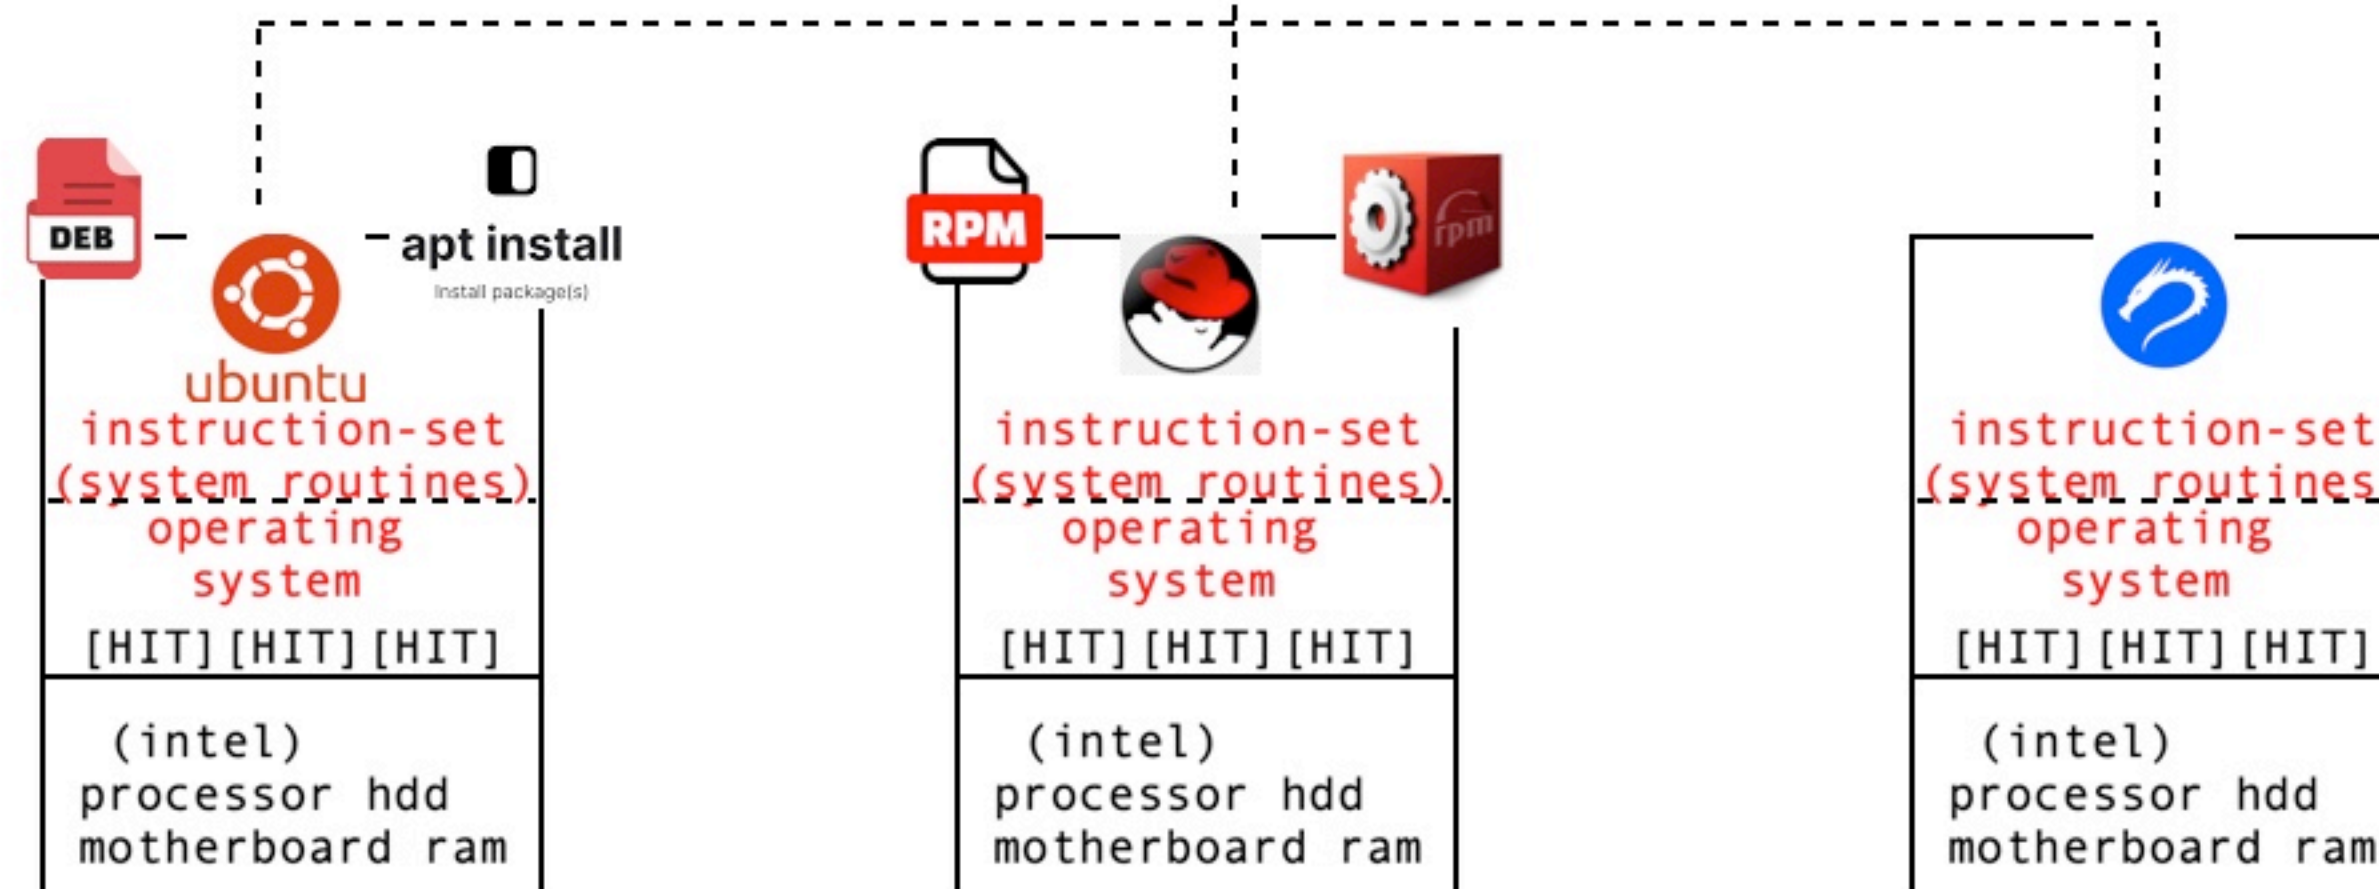 DEB
apt install
Install package(s)
ubuntu
instruction-set
(system routines)
operating
system
[HIT][HIT][HIT]
(intel)
processor hdd
motherboard ram
RPM
rpm
instruction-set
(system routines)
operating
system
[HIT][HIT][HIT]
(intel)
processor hdd
motherboard ram
instruction-set
(system routines
operating
system
[HIT][HIT][HIT]
(intel)
processor hdd
motherboard ram